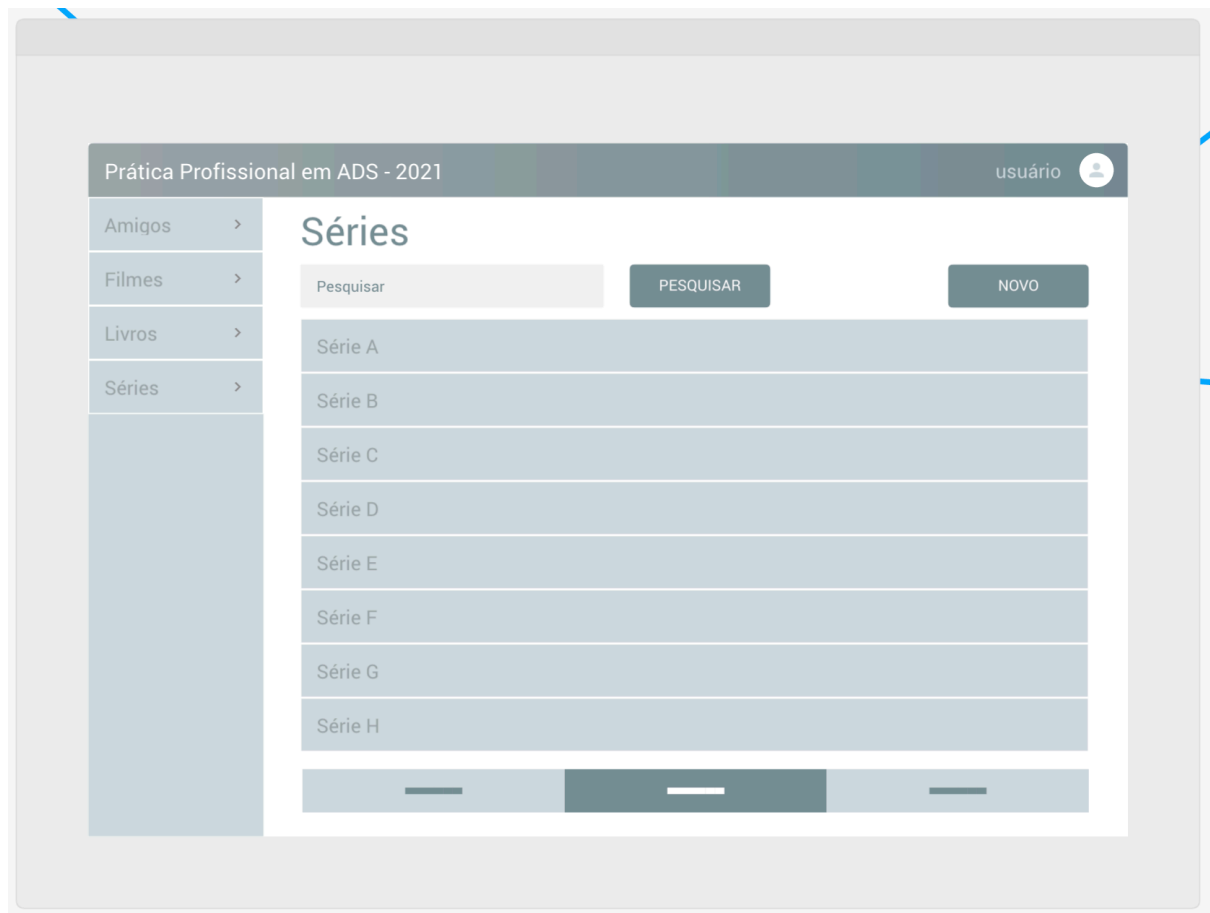 Prática Profissional em ADS - 2021
usuário
Amigos
Filmes
Livros
Séries
Séries
Pesquisar
PESQUISAR
NOVO
Série A
Série B
Série C
Série D
Série E
Série F
Série G
Série H